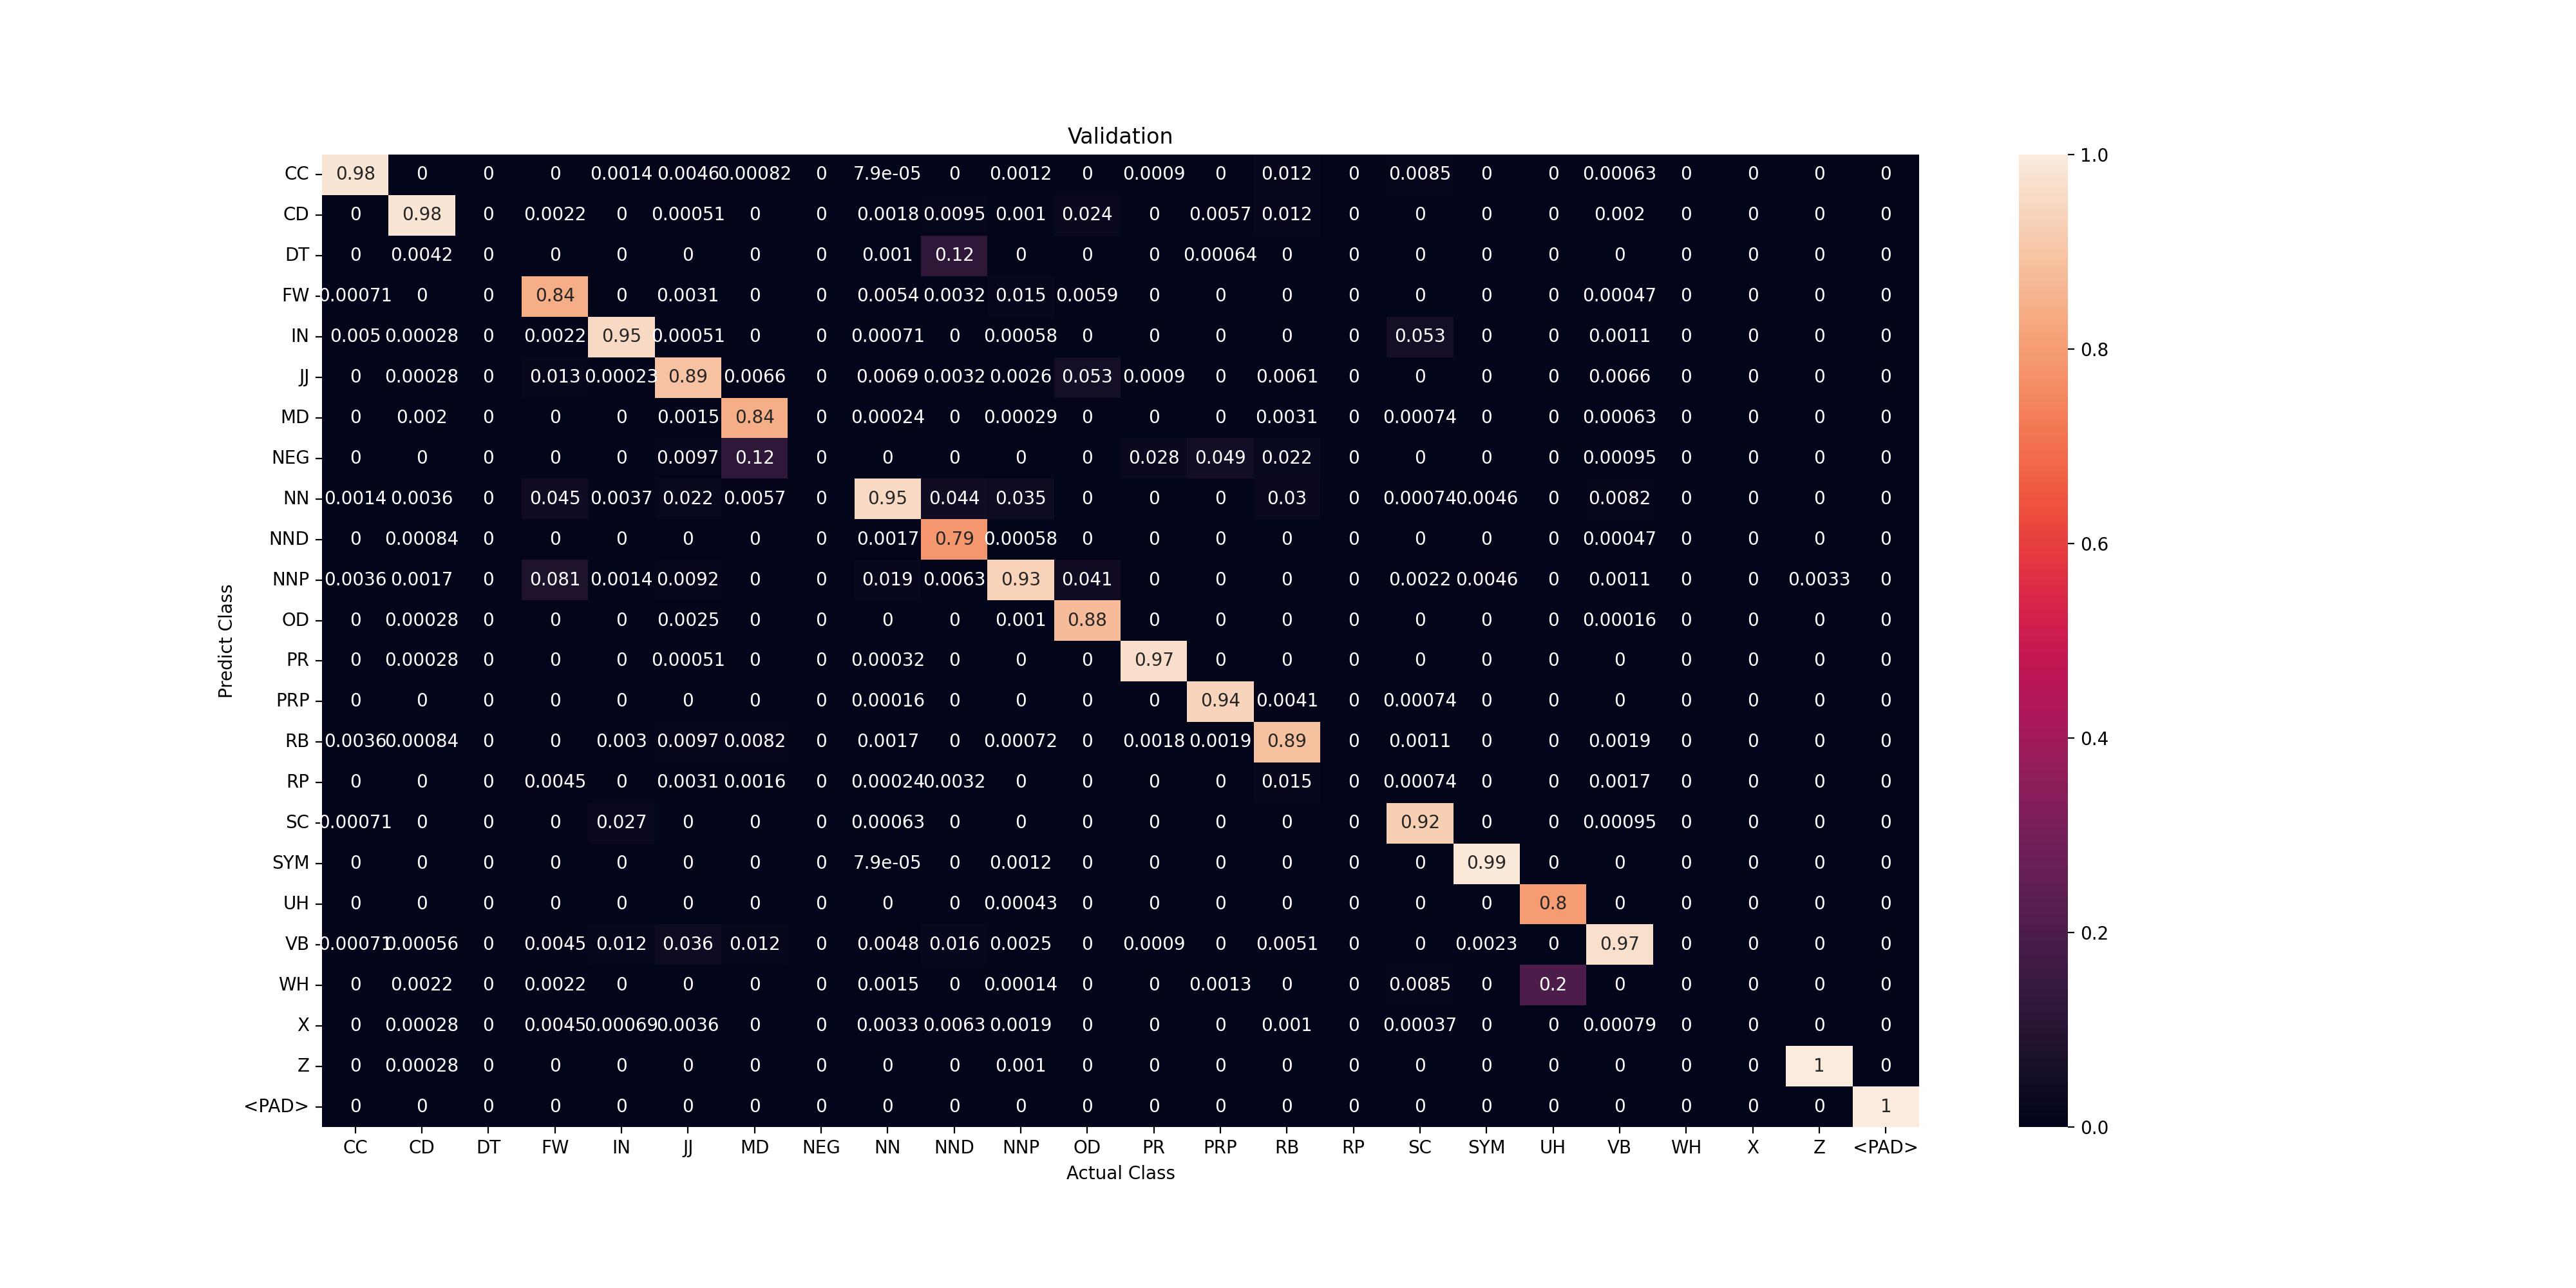 Validation
CC 0.98 0 0 0 0.0014 0.0046 0.00082 0 7.9e-05 0 0.0012 0 0.0009 0 0.012 0 0.0085 0 0 0.00063 0 0 0 0
CD 0 0.98 0 0.0022 0 0.00051 0 0 0.0018 0.0095 0.001 0.024 0 0.0057 0.012 0 0 0 0 0.002 0 0 0 0
DT 0 0.0042 0 0 0 0 0 0 0.001 0.12 0 0 0 0.00064 0 0 0 0 0 0 0 0 0 0
FW 0.00071 0 0 0.84 0 0.0031 0 0 0.0054 0.0032 0.015 0.0059 0 0 0 0 0 0 0 0.00047 0 0 0 0
IN 0.005 0.00028 0 0.0022 0.95 0.00051 0 0 0.00071 0 0.00058 0 0 0 0 0 0.053 0 0 0.0011 0 0 0 0
JJ 0 0.00028 0 0.013 0.00023 0.89 0.0066 0 0.0069 0.0032 0.0026 0.053 0.0009 0 0.0061 0 0 0 0 0.0066 0 0 0 0
MD 0 0.002 0 0 0 0.0015 0.84 0 0.00024 0 0.00029 0 0 0 0.0031 0 0.00074 0 0 0.00063 0 0 0 0
NEG 0 0 0 0 0 0.0097 0.12 0 0 0 0 0 0.028 0.049 0.022 0 0 0 0 0.00095 0 0 0 0
NN 0.0014 0.0036 0 0.045 0.0037 0.022 0.0057 0 0.95 0.044 0.035 0 0 0 0.03 0 0.00074 0.0046 0 0.0082 0 0 0 0
NND 0 0.00084 0 0 0 0 0 0 0.0017 0.79 0.00058 0 0 0 0 0 0 0 0 0.00047 0 0 0 0
NNP 0.0036 0.0017 0 0.081 0.0014 0.0092 0 0 0.019 0.0063 0.93 0.041 0 0 0 0 0.0022 0.0046 0 0.0011 0 0 0.0033 0
OD 0 0.00028 0 0 0 0.0025 0 0 0 0 0.001 0.88 0 0 0 0 0 0 0 0.00016 0 0 0 0
PR 0 0.00028 0 0 0 0.00051 0 0 0.00032 0 0 0 0.97 0 0 0 0 0 0 0 0 0 0 0
PRP 0 0 0 0 0 0 0 0 0.00016 0 0 0 0 0.94 0.0041 0 0.00074 0 0 0 0 0 0 0
RB 0.0036 0.00084 0 0 0.003 0.0097 0.0082 0 0.0017 0 0.00072 0 0.0018 0.0019 0.89 0 0.0011 0 0 0.0019 0 0 0 0
RP 0 0 0 0.0045 0 0.0031 0.0016 0 0.00024 0.0032 0 0 0 0 0.015 0 0.00074 0 0 0.0017 0 0 0 0
SC 0.00071 0 0 0 0.027 0 0 0 0.00063 0 0 0 0 0 0 0 0.92 0 0 0.00095 0 0 0 0
SYM 0 0 0 0 0 0 0 0 7.9e-05 0 0.0012 0 0 0 0 0 0 0.99 0 0 0 0 0 0
UH 0 0 0 0 0 0 0 0 0 0 0.00043 0 0 0 0 0 0 0 0.8 0 0 0 0 0
VB 0.00071 0.00056 0 0.0045 0.012 0.036 0.012 0 0.0048 0.016 0.0025 0 0.0009 0 0.0051 0 0 0.0023 0 0.97 0 0 0 0
WH 0 0.0022 0 0.0022 0 0 0 0 0.0015 0 0.00014 0 0 0.0013 0 0 0.0085 0 0.2 0 0 0 0 0
X 0 0.00028 0 0.0045 0.00069 0.0036 0 0 0.0033 0.0063 0.0019 0 0 0 0.001 0 0.00037 0 0 0.00079 0 0 0 0
Z 0 0.00028 0 0 0 0 0 0 0 0 0.001 0 0 0 0 0 0 0 0 0 0 0 1 0
<PAD> 0 0 0 0 0 0 0 0 0 0 0 0 0 0 0 0 0 0 0 0 0 0 0 1
CC CD DT FW IN JJ MD NEG NN NND NNP OD PR PRP RB RP SC SYM UH VB WH X Z <PAD>
Actual Class
Predict Class
1.0
0.8
0.6
0.4
0.2
0.0